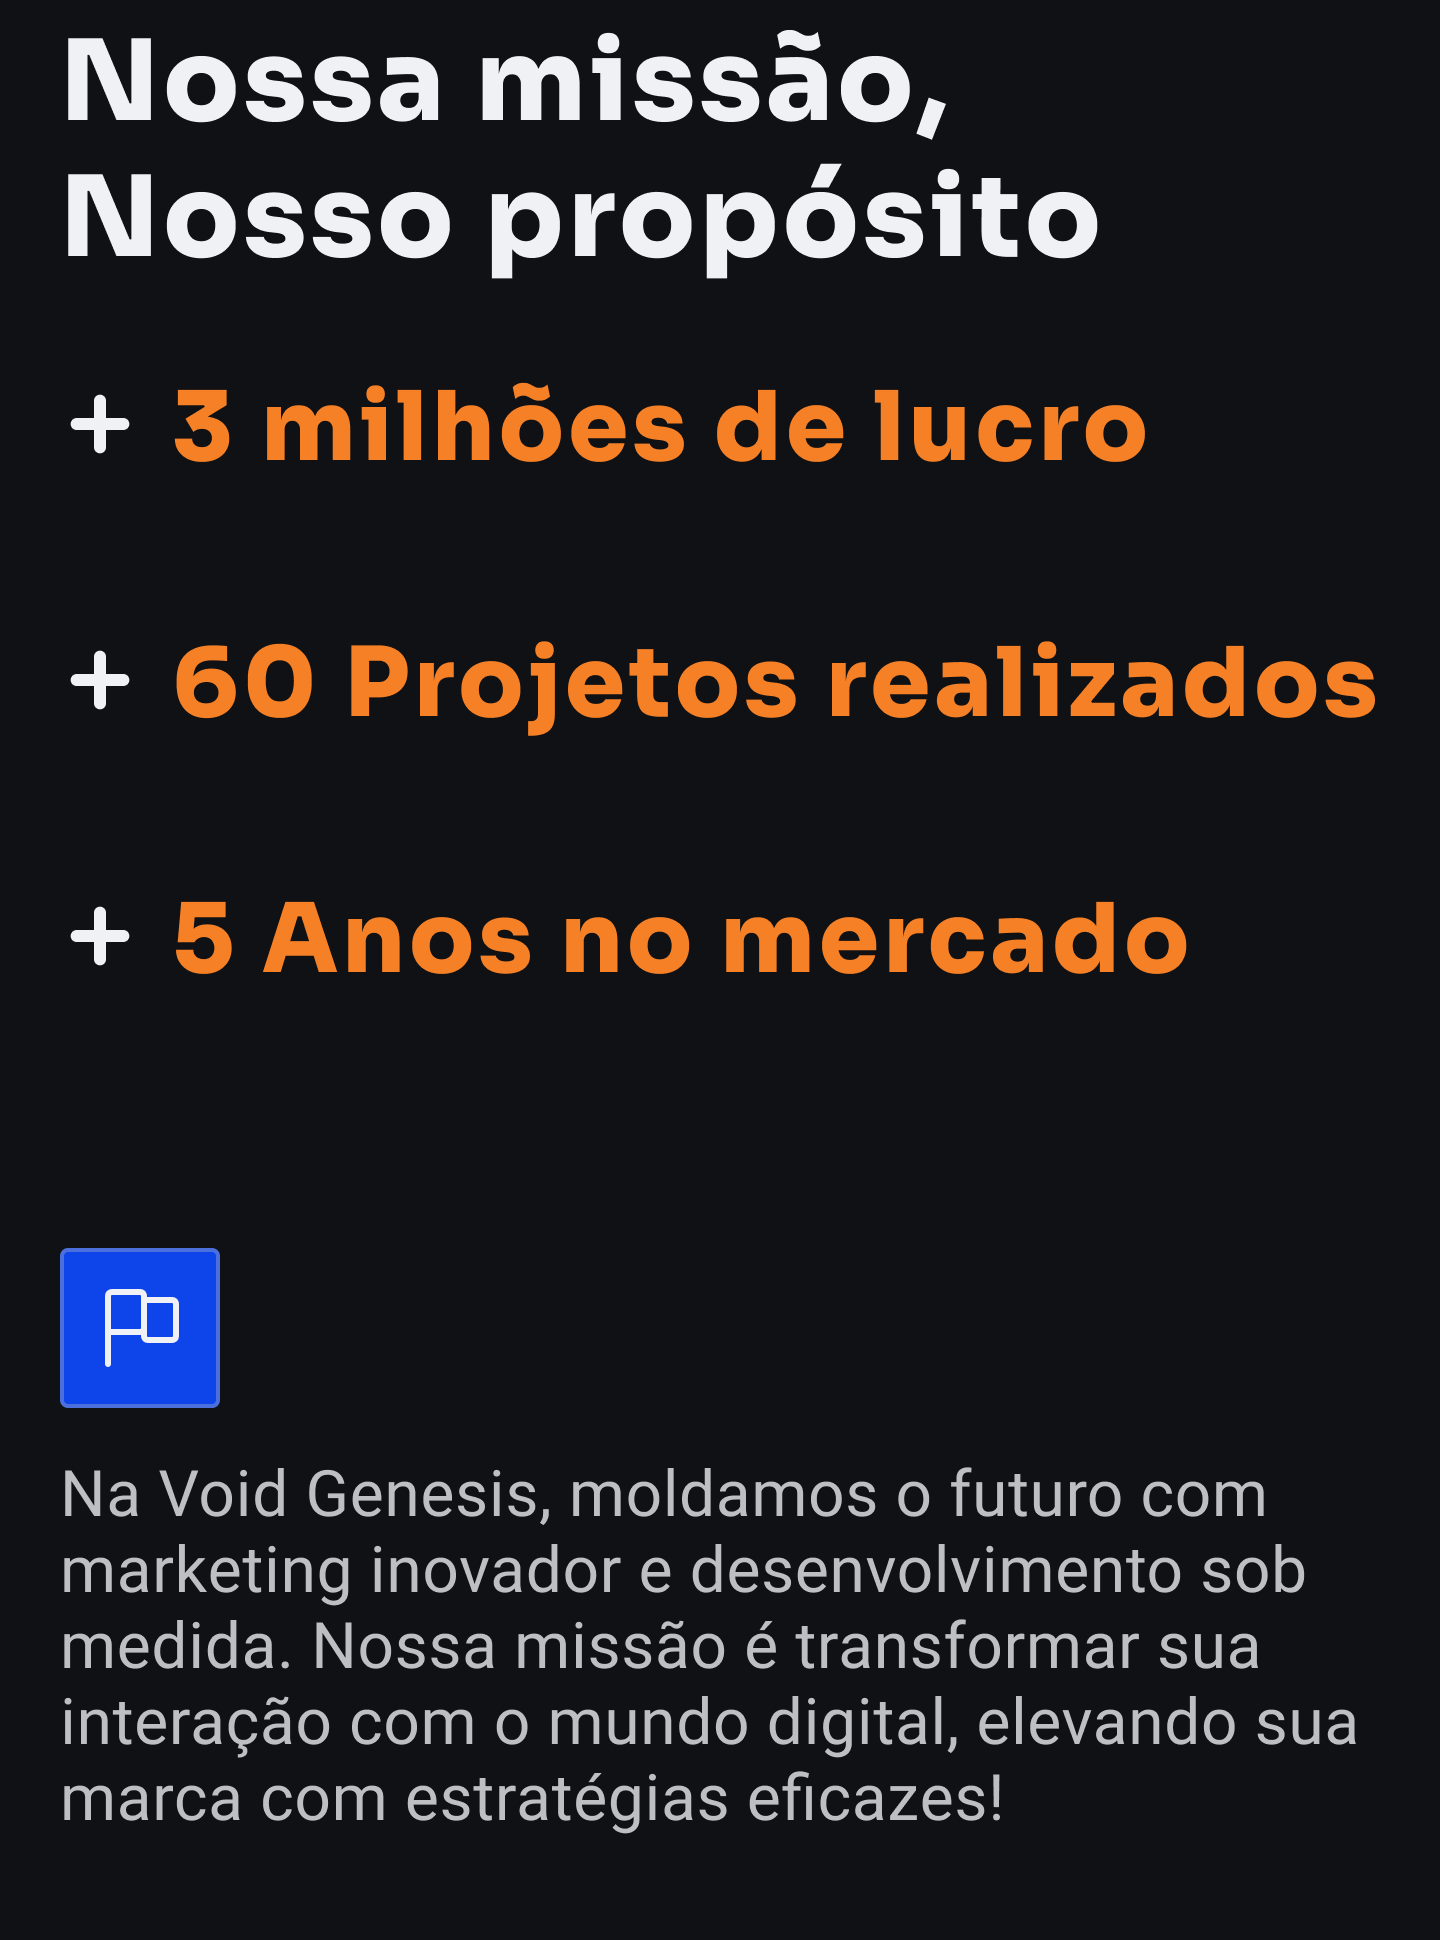 Nossa missão,
Nosso propósito
+ 3 milhões de lucro
+ 60 Projetos realizados
+ 5 Anos no mercado
Na Void Genesis, moldamos o futuro com
marketing inovador e desenvolvimento sob
medida. Nossa missão é transformar sua
interação com o mundo digital, elevando sua
marca com estratégias eficazes!